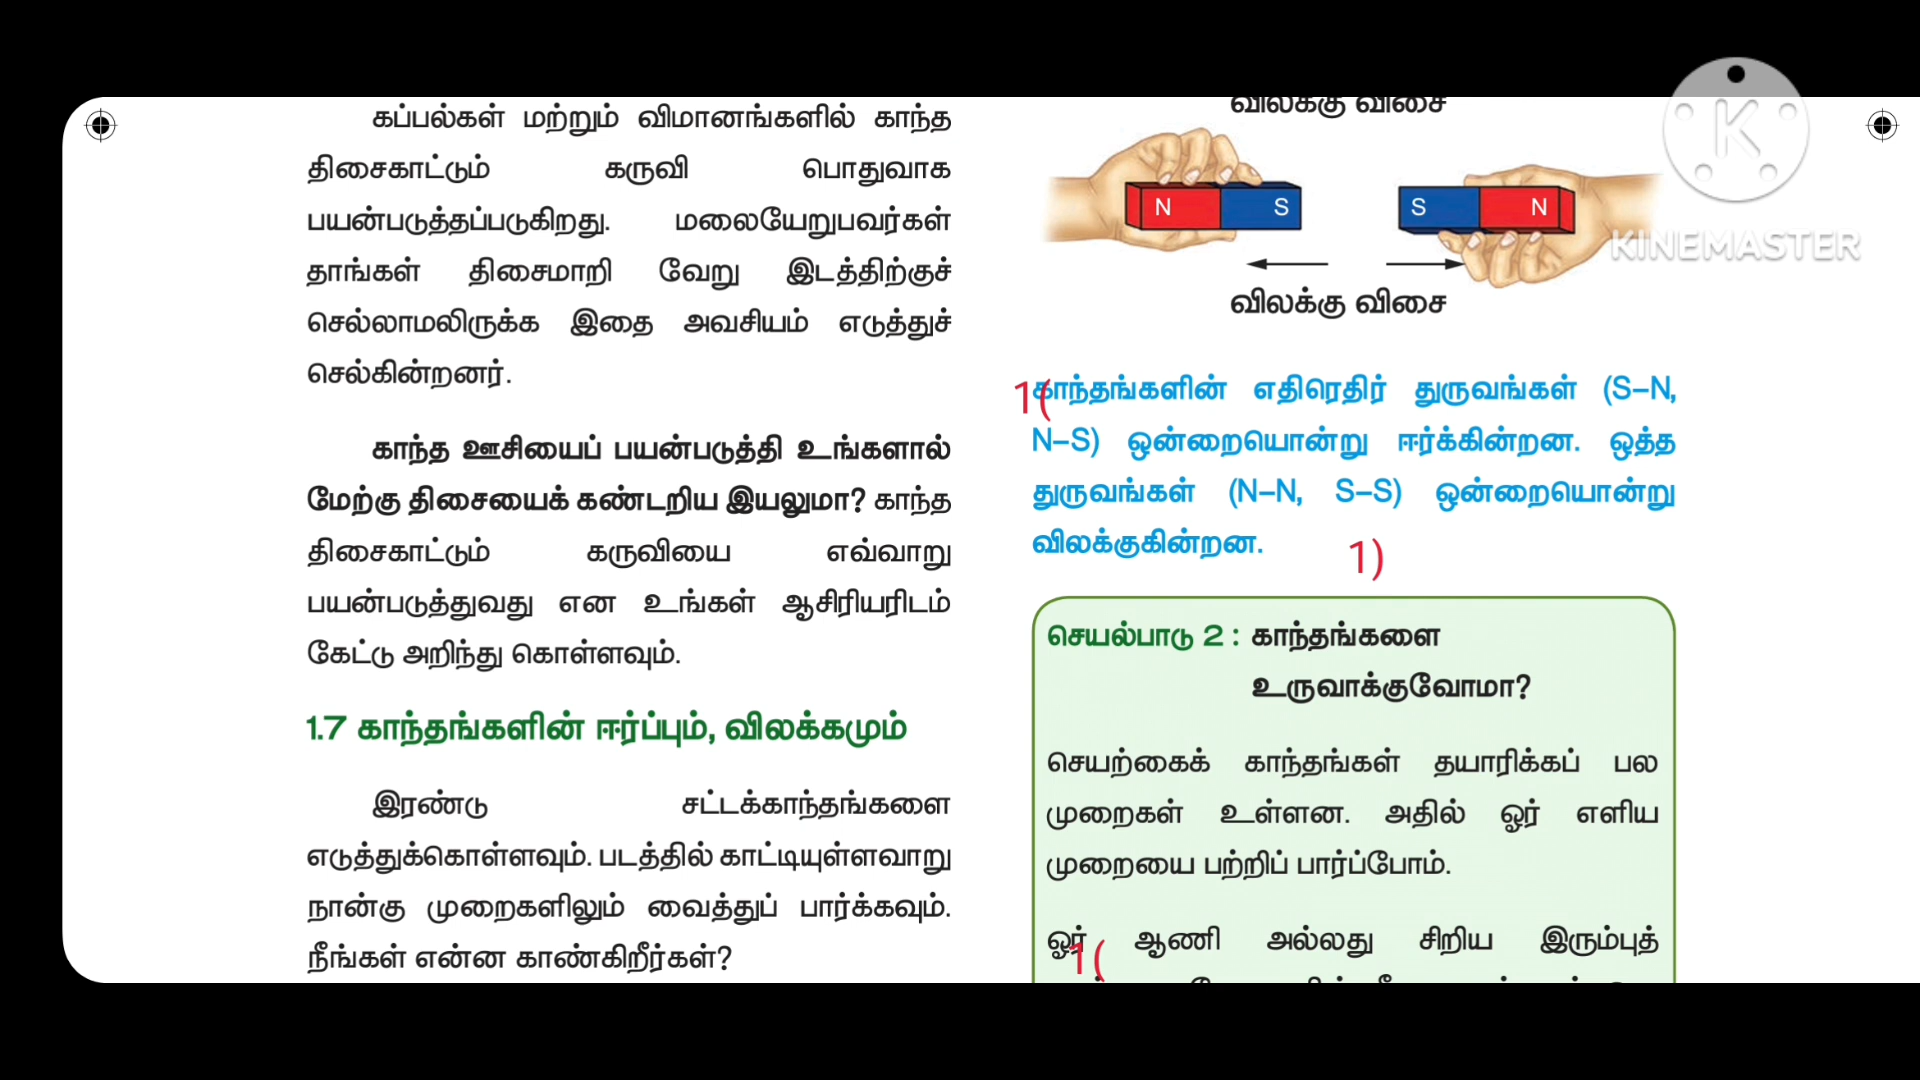 கப்பல்கள் மற்றும் விமானங்களில் காந்த
திசைகாட்டும் கருவி பொதுவாக
பயன்படுத்தப்படுகிறது. மலையேறுபவர்கள்
தாங்கள் திசைமாறி வேறு இடத்திற்குச்
செல்லாமலிருக்க இதை அவசியம் எடுத்துச்
செல்கின்றனர்.
காந்த ஊசியைப் பயன்படுத்தி உங்களால்
மேற்கு திசையைக் கண்டறிய இயலுமா? காந்த
திசைகாட்டும் கருவியை எவ்வாறு
பயன்படுத்துவது என உங்கள் ஆசிரியரிடம்
கேட்டு அறிந்து கொள்ளவும்.
1.7 காந்தங்களின் ஈர்ப்பும், விலக்கமும்
இரண்டு சட்டக்காந்தங்களை
எடுத்துக்கொள்ளவும். படத்தில் காட்டியுள்ளவாறு
நான்கு முறைகளிலும் வைத்துப் பார்க்கவும்.
நீங்கள் என்ன காண்கிறீர்கள்?
விலக்கு விசை
N S S N
விலக்கு விசை
1( காந்தங்களின் எதிரெதிர் துருவங்கள் (S–N,
N–S) ஒன்றையொன்று ஈர்க்கின்றன. ஒத்த
துருவங்கள் (N–N, S–S) ஒன்றையொன்று
விலக்குகின்றன.
1)
செயல்பாடு 2 : காந்தங்களை
உருவாக்குவோமா?
செயற்கைக் காந்தங்கள் தயாரிக்கப் பல
முறைகள் உள்ளன. அதில் ஓர் எளிய
முறையை பற்றிப் பார்ப்போம்.
ஓர் ஆணி அல்லது சிறிய இரும்புத்
1(
K
KINEMASTER